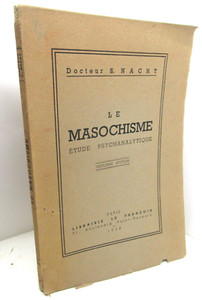 Docteur S. NACHT
LE
MASOCHISME
ÉTUDE PSYCHANALYTIQUE
PARIS
LIBRAIRIE LE FRANÇOIS